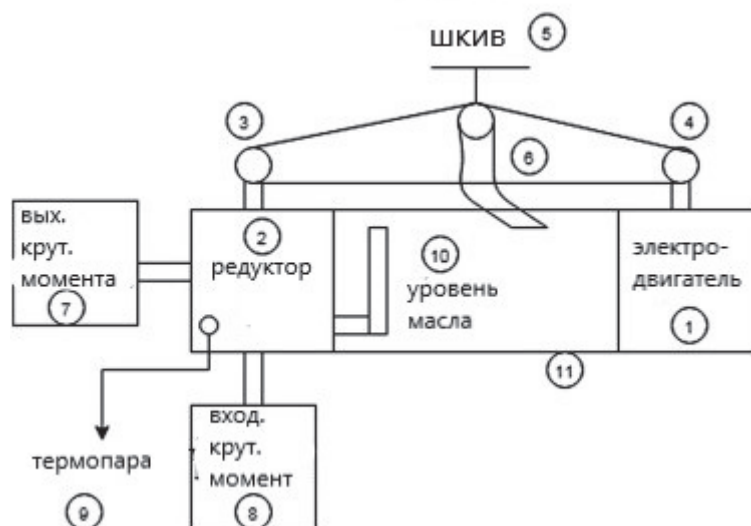 ШКИВ 5
3
4
6
вых.
крут.
момента
7
2
редуктор
10
уровень
масла
электро-
двигатель
1
11
термопара
9
вход.
крут.
момент
8